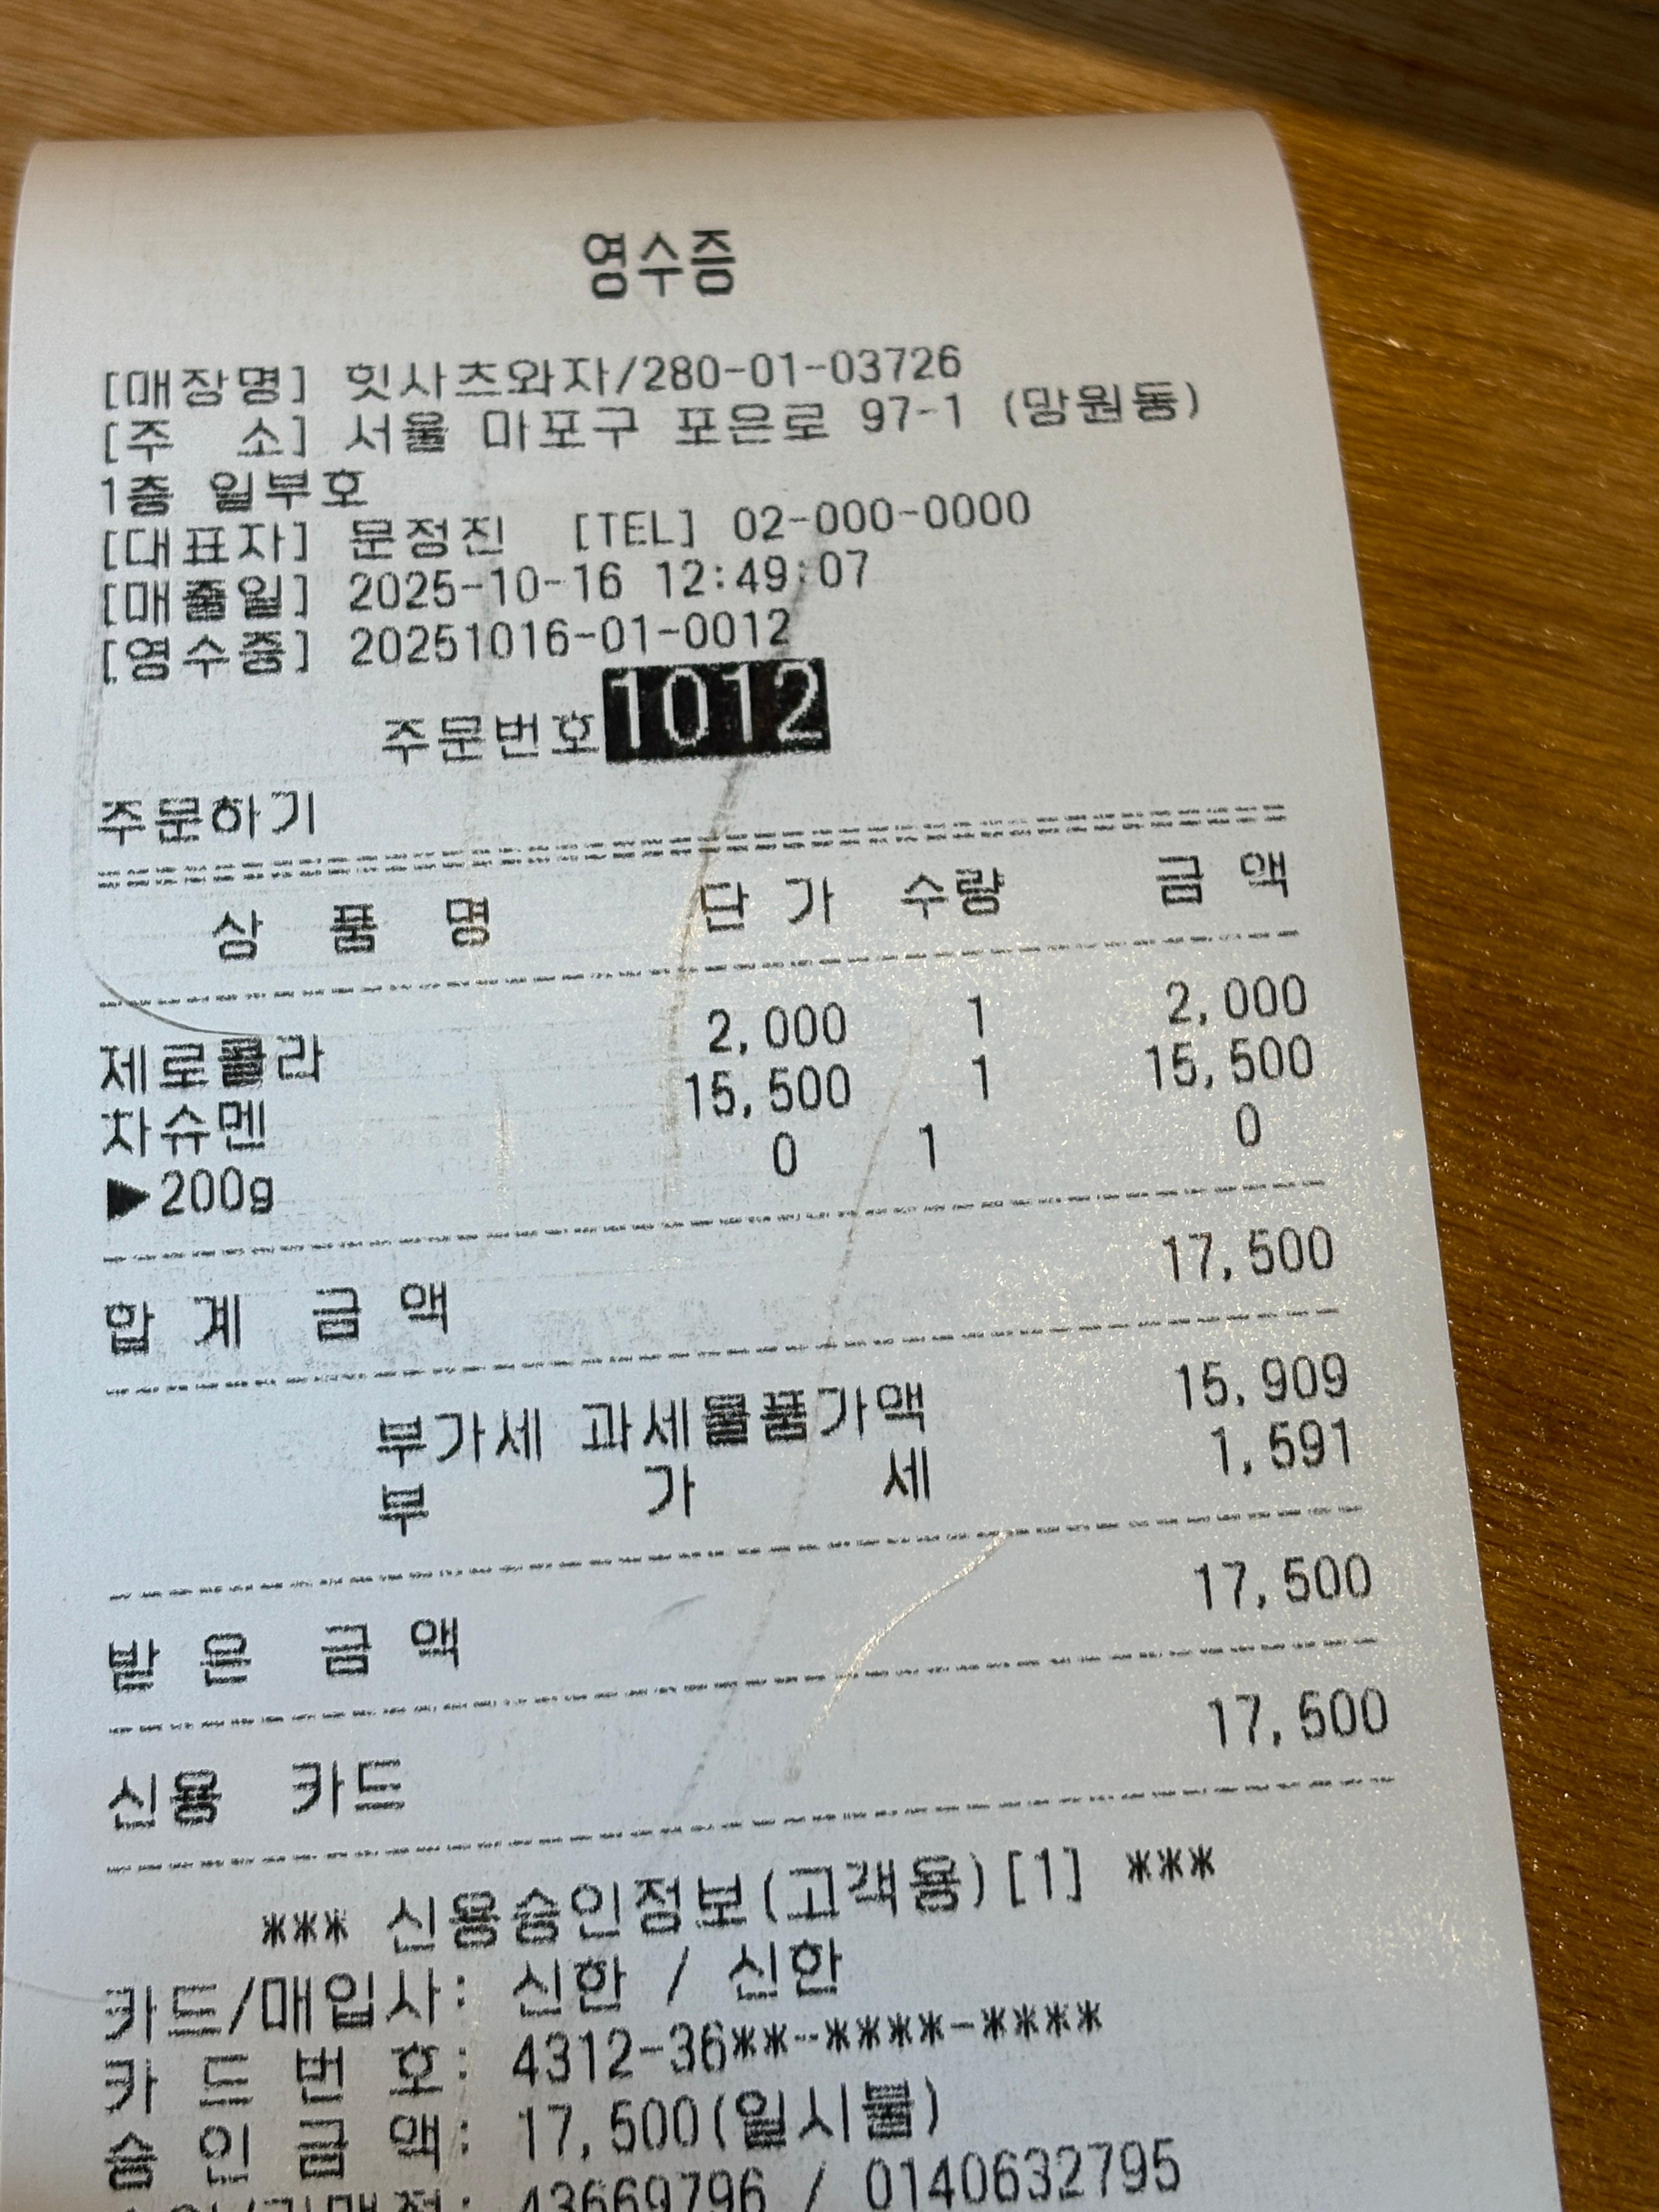 영수증
[매장명] 힛사츠와자/280-01-03726
[주 소] 서울 마포구 포은로 97-1 (망원동)
1층 일부호
[대표자] 문정진 [TEL] 02-000-0000
[매출일] 2025-10-16 12:49:07
[영수증] 20251016-01-0012
주문번호 1012
주문하기
상 품 명 단 가 수량 금 액
제로콜라 2,000 1 2,000
자슈멘 15,500 1 15,500
▶200g 0 1 0
합 계 금 액 17,500
부가세 과세물품가액 15,909
부 가 세 1,591
받 은 금 액 17,500
신용 카드 17,500
*** 신용승인정보(고객용)[1] ***
카드/매입사: 신한 / 신한
카 드 번 호: 4312-36**-****-****
승 인 금 액: 17,500(일시불)
43669796 / 0140632795